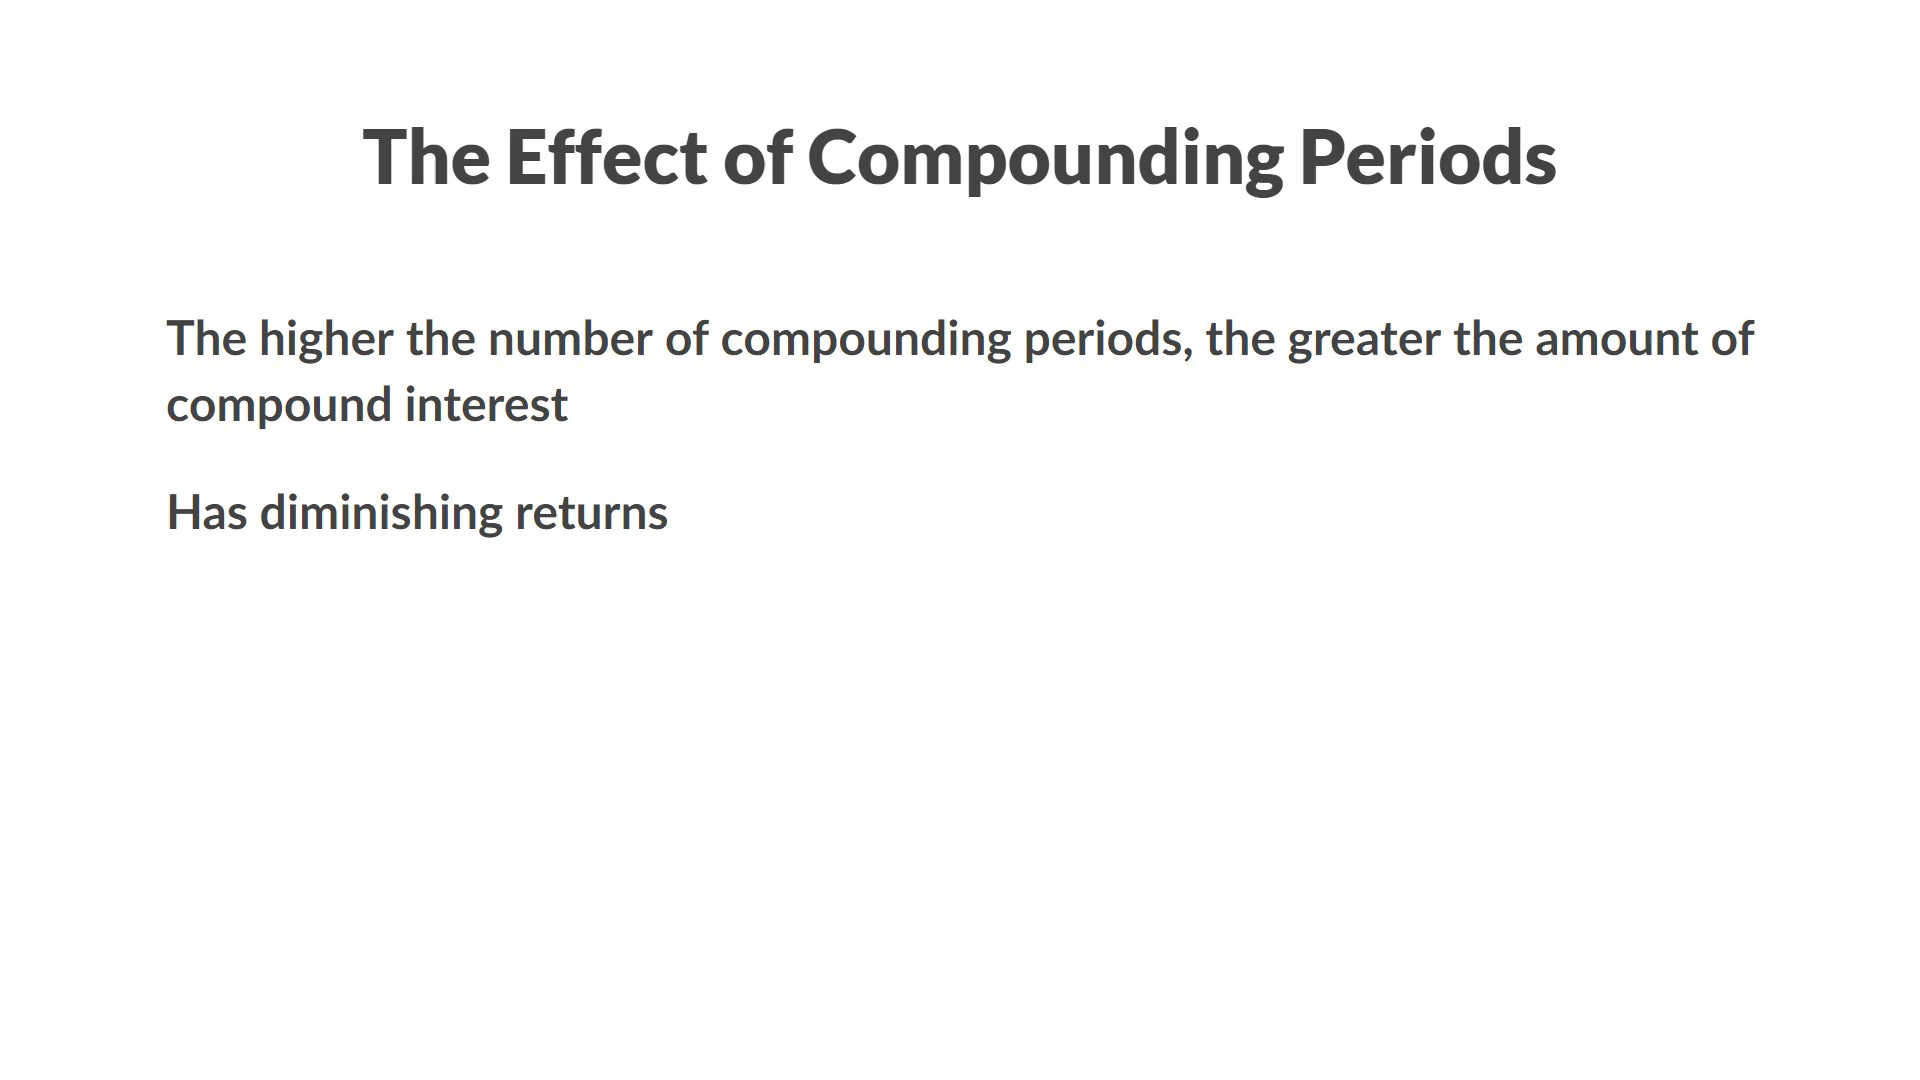 The Effect of Compounding Periods
The higher the number of compounding periods, the greater the amount of
compound interest
Has diminishing returns